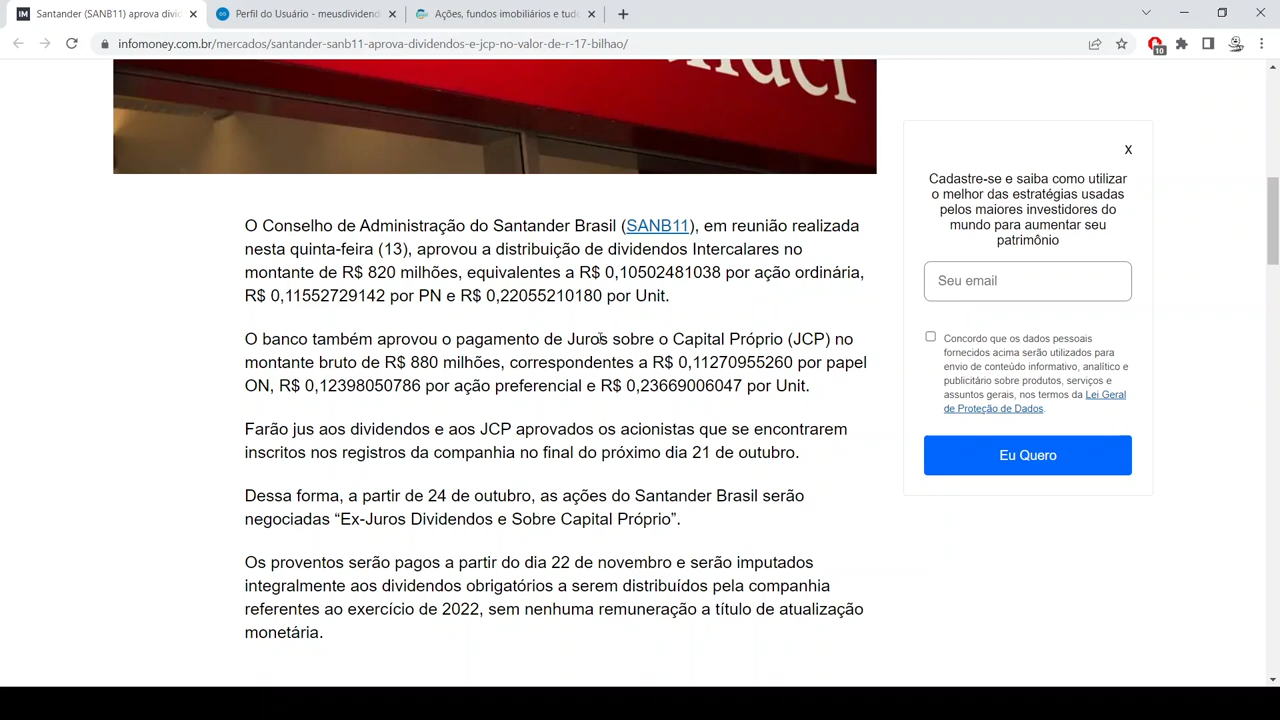 Santander (SANB11) aprova divid
Perfil do Usuário - meusdividend
Ações, fundos imobiliários e tudo
infomoney.com.br/mercados/santander-sanb11-aprova-dividendos-e-jcp-no-valor-de-r-17-bilhao/
10
O Conselho de Administração do Santander Brasil (SANB11), em reunião realizada
nesta quinta-feira (13), aprovou a distribuição de dividendos Intercalares no
montante de R$ 820 milhões, equivalentes a R$ 0,10502481038 por ação ordinária,
R$ 0,11552729142 por PN e R$ 0,22055210180 por Unit.
O banco também aprovou o pagamento de Juros sobre o Capital Próprio (JCP) no
montante bruto de R$ 880 milhões, correspondentes a R$ 0,11270955260 por papel
ON, R$ 0,12398050786 por ação preferencial e R$ 0,23669006047 por Unit.
Farão jus aos dividendos e aos JCP aprovados os acionistas que se encontrarem
inscritos nos registros da companhia no final do próximo dia 21 de outubro.
Dessa forma, a partir de 24 de outubro, as ações do Santander Brasil serão
negociadas “Ex-Juros Dividendos e Sobre Capital Próprio”.
Os proventos serão pagos a partir do dia 22 de novembro e serão imputados
integralmente aos dividendos obrigatórios a serem distribuídos pela companhia
referentes ao exercício de 2022, sem nenhuma remuneração a título de atualização
monetária.
X
Cadastre-se e saiba como utilizar
o melhor das estratégias usadas
pelos maiores investidores do
mundo para aumentar seu
patrimônio
Seu email
Concordo que os dados pessoais
fornecidos acima serão utilizados para
envio de conteúdo informativo, analítico e
publicitário sobre produtos, serviços e
assuntos gerais, nos termos da Lei Geral
de Proteção de Dados.
Eu Quero